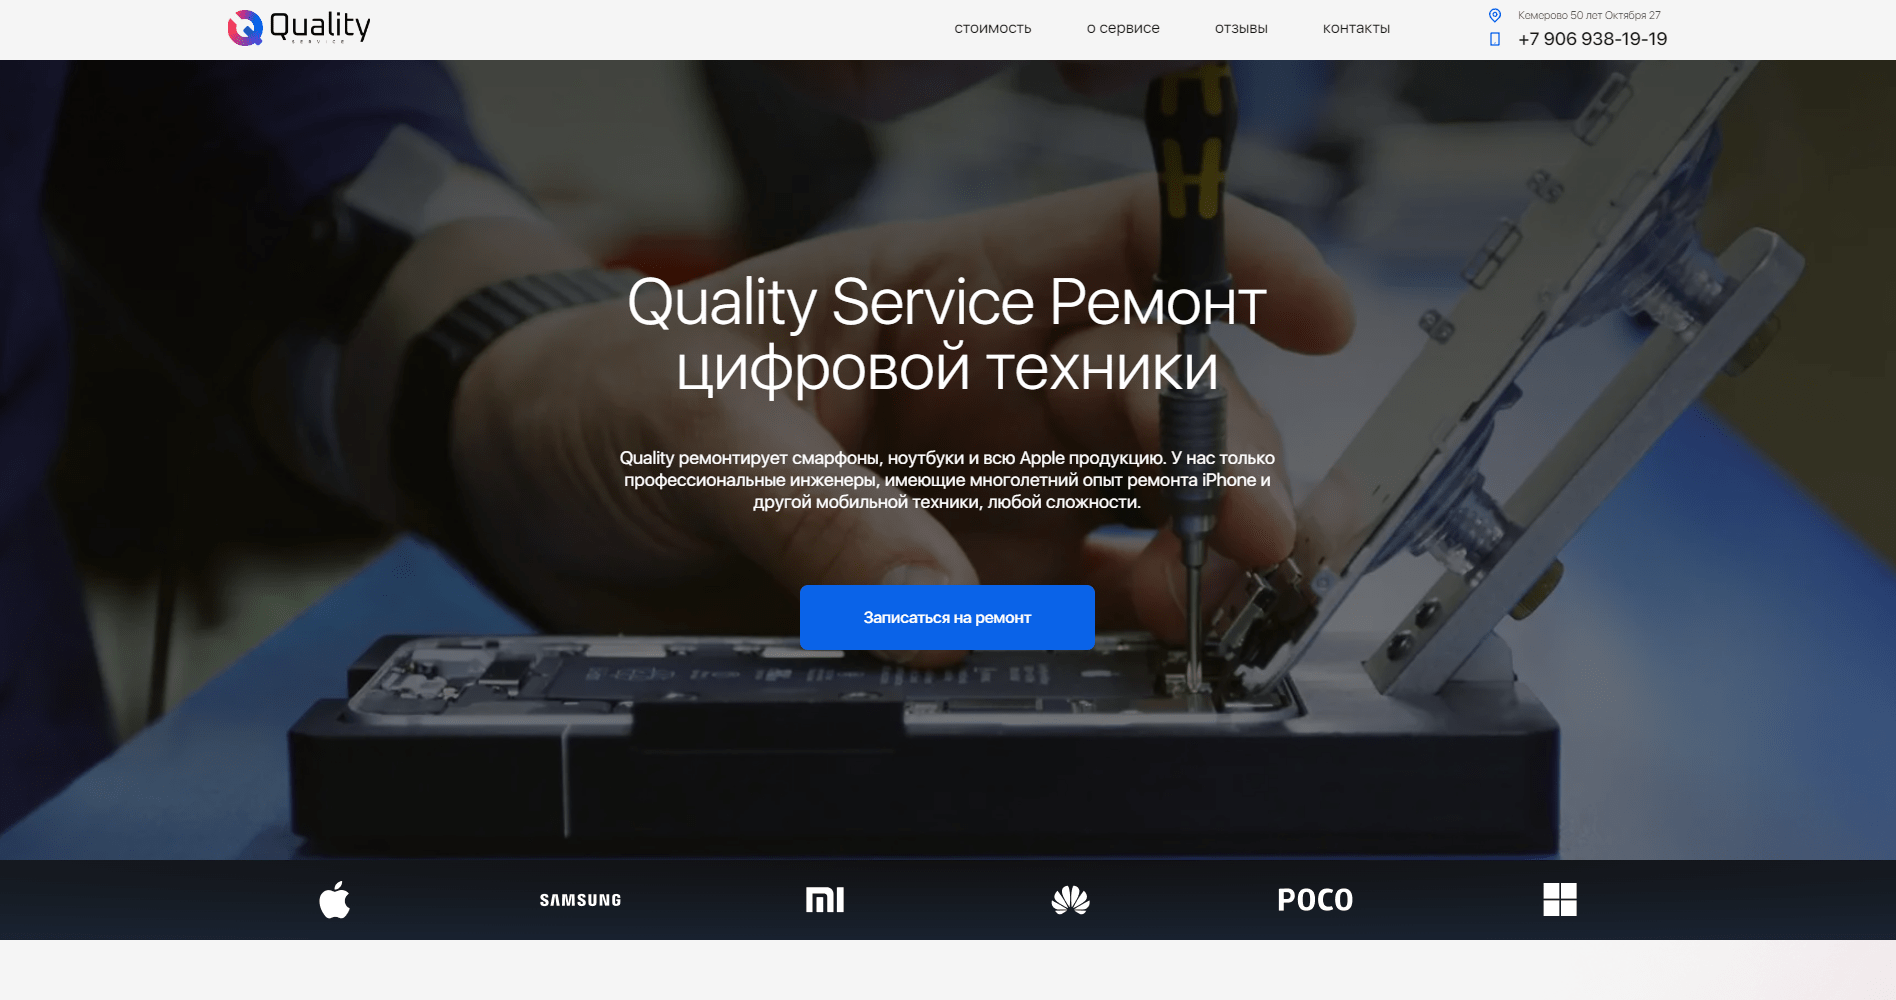 Quality
SERVICE
стоимость
о сервисе
отзывы
контакты
Кемерово 50 лет Октября 27
+7 906 938-19-19
Quality Service Ремонт
цифровой техники
Quality ремонтирует смарфоны, ноутбуки и всю Apple продукцию. У нас только
профессиональные инженеры, имеющие многолетний опыт ремонта iPhone и
другой мобильной техники, любой сложности.
Записаться на ремонт
SAMSUNG
MI
POCO